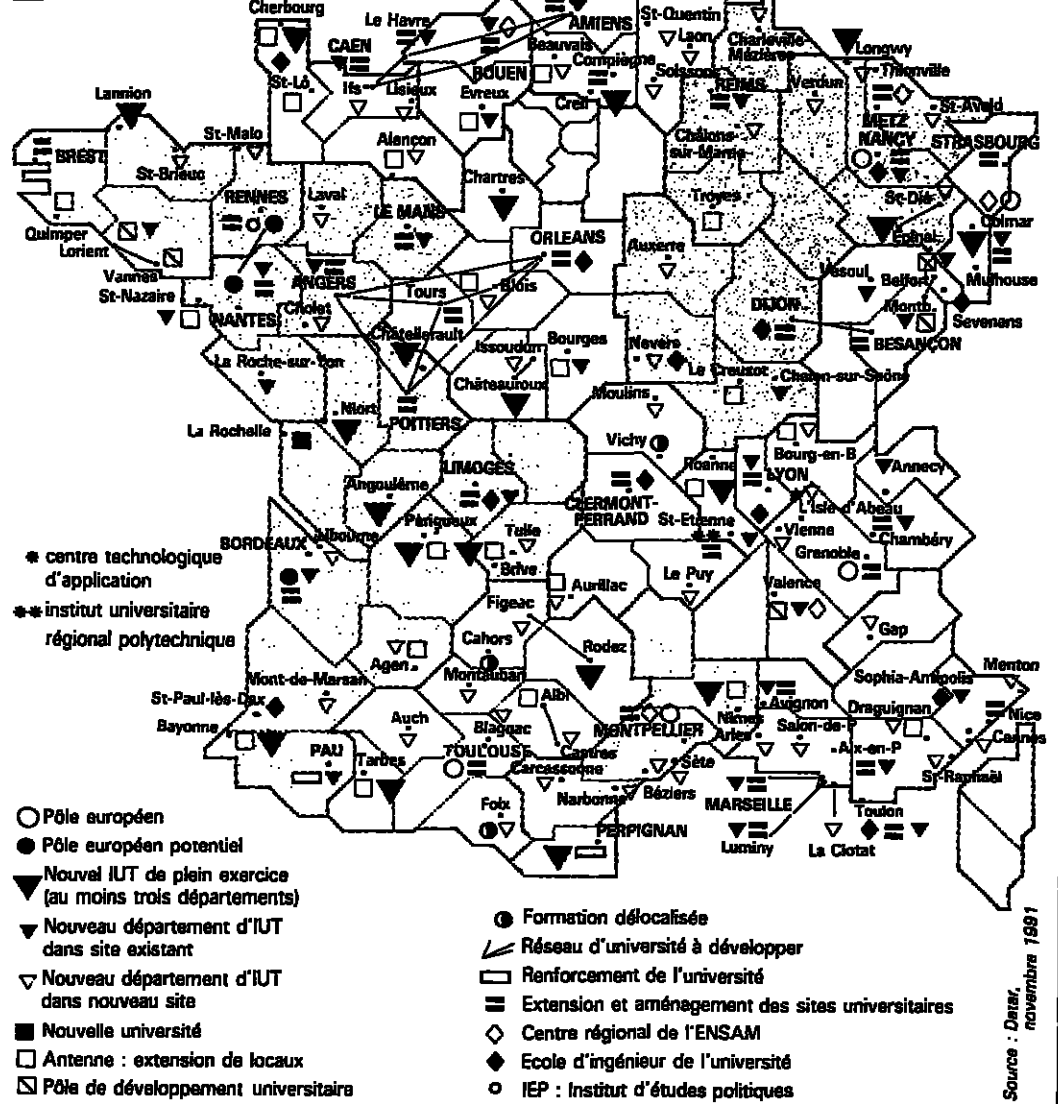 Cherbourg
Le Havre
AMIENS
St-Quentin
Laon
Charleville-
Mézières
Longwy
CAEN
Beauvais
Compiègne
Soissons
REIMS
Verdun
Thionville
St-Lô
Ifs
Lisieux
ROUEN
Evreux
Creil
St-Avold
Lannion
METZ
NANCY
STRASBOURG
St-Malo
Alençon
Châlons-
sur-Marne
BREST
St-Brieuc
RENNES
Laval
LE MANS
Chartres
Troyes
St-Dié
Colmar
Quimper
Lorient
ORLEANS
Auxerre
Epinal
Vannes
St-Nazaire
ANGERS
Tours
Blois
Vesoul
Belfort
Mulhouse
NANTES
Cholet
Châtellerault
Issoudun
Bourges
DIJON
Montb.
Sevenans
BESANÇON
La Roche-sur-Yon
Nevers
Le Creusot
Chalon-sur-Saône
Châteauroux
Moulins
Niort
POITIERS
La Rochelle
Vichy
Roanne
Bourg-en-B
LYON
Annecy
LIMOGES
Angoulême
CLERMONT-
FERRAND
St-Etienne
L'Isle-d'Abeau
Vienne
Chambéry
BORDEAUX
Libourne
Périgueux
Tulle
Brive
Grenoble
* centre technologique
d'application
** institut universitaire
régional polytechnique
Aurillac
Le Puy
Valence
Figeac
Cahors
Rodez
Gap
Agen
Montauban
Albi
Mont-de-Marsan
St-Paul-lès-Dax
Bayonne
Auch
Blagnac
Castres
MONTPELLIER
Nîmes
Arles
Avignon
Salon-de-P
Sophia-Antipolis
Menton
Draguignan
Nice
Cannes
Aix-en-P
St-Raphaël
PAU
Tarbes
TOULOUSE
Carcassonne
Sète
Béziers
Narbonne
Foix
PERPIGNAN
MARSEILLE
Luminy
La Ciotat
Toulon
Pôle européen
Pôle européen potentiel
Nouvel IUT de plein exercice
(au moins trois départements)
Nouveau département d'IUT
dans site existant
Nouveau département d'IUT
dans nouveau site
Nouvelle université
Antenne : extension de locaux
Pôle de développement universitaire
Formation délocalisée
Réseau d'université à développer
Renforcement de l'université
Extension et aménagement des sites universitaires
Centre régional de l'ENSAM
Ecole d'ingénieur de l'université
IEP : Institut d'études politiques
Source : Datar,
novembre 1991